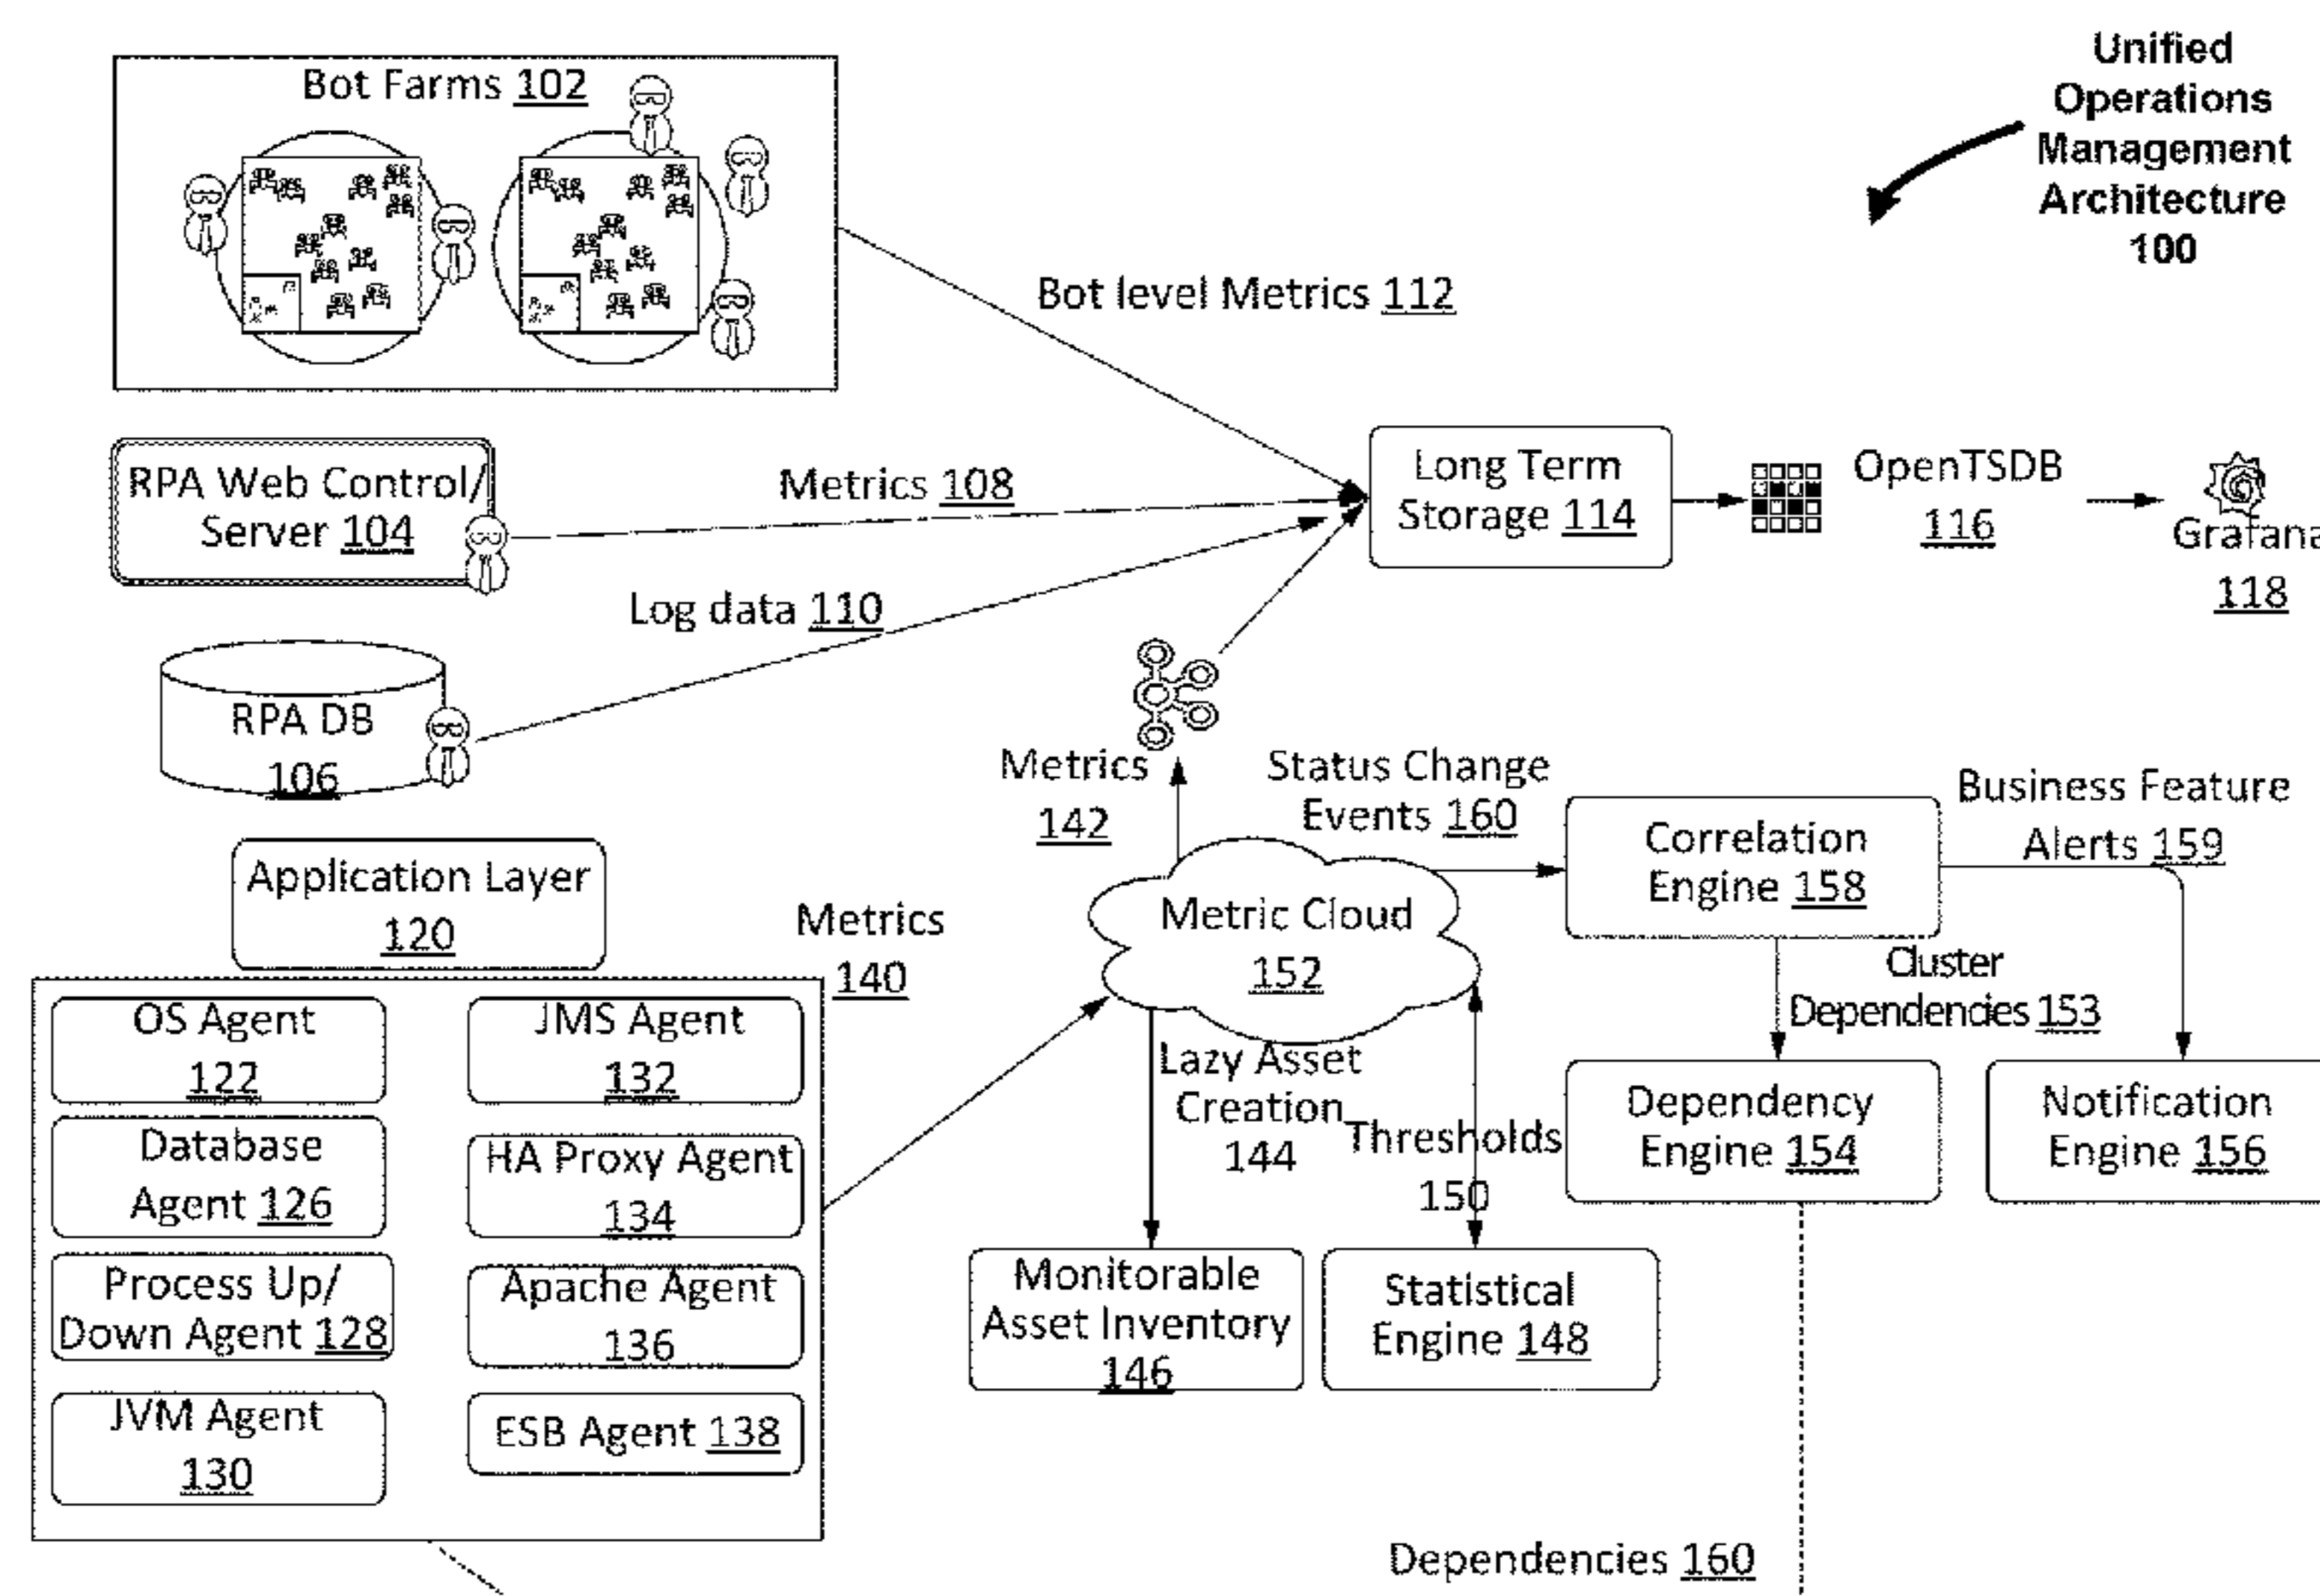 Unified
Operations
Management
Architecture
100
Bot Farms 102
Bot level Metrics 112
RPA Web Control/
Server 104
Metrics 108
Long Term
Storage 114
OpenTSDB
116
Grafana
118
Log data 110
RPA DB
106
Metrics
142
Status Change
Events 160
Business Feature
Alerts 159
Correlation
Engine 158
Application Layer
120
Metrics
140
Metric Cloud
152
Cluster
Dependencies 153
OS Agent
122
JMS Agent
132
Lazy Asset
Creation
144
Thresholds
150
Dependency
Engine 154
Notification
Engine 156
Database
Agent 126
HA Proxy Agent
134
Process Up/
Down Agent 128
Apache Agent
136
Monitorable
Asset Inventory
146
Statistical
Engine 148
JVM Agent
130
ESB Agent 138
Dependencies 160